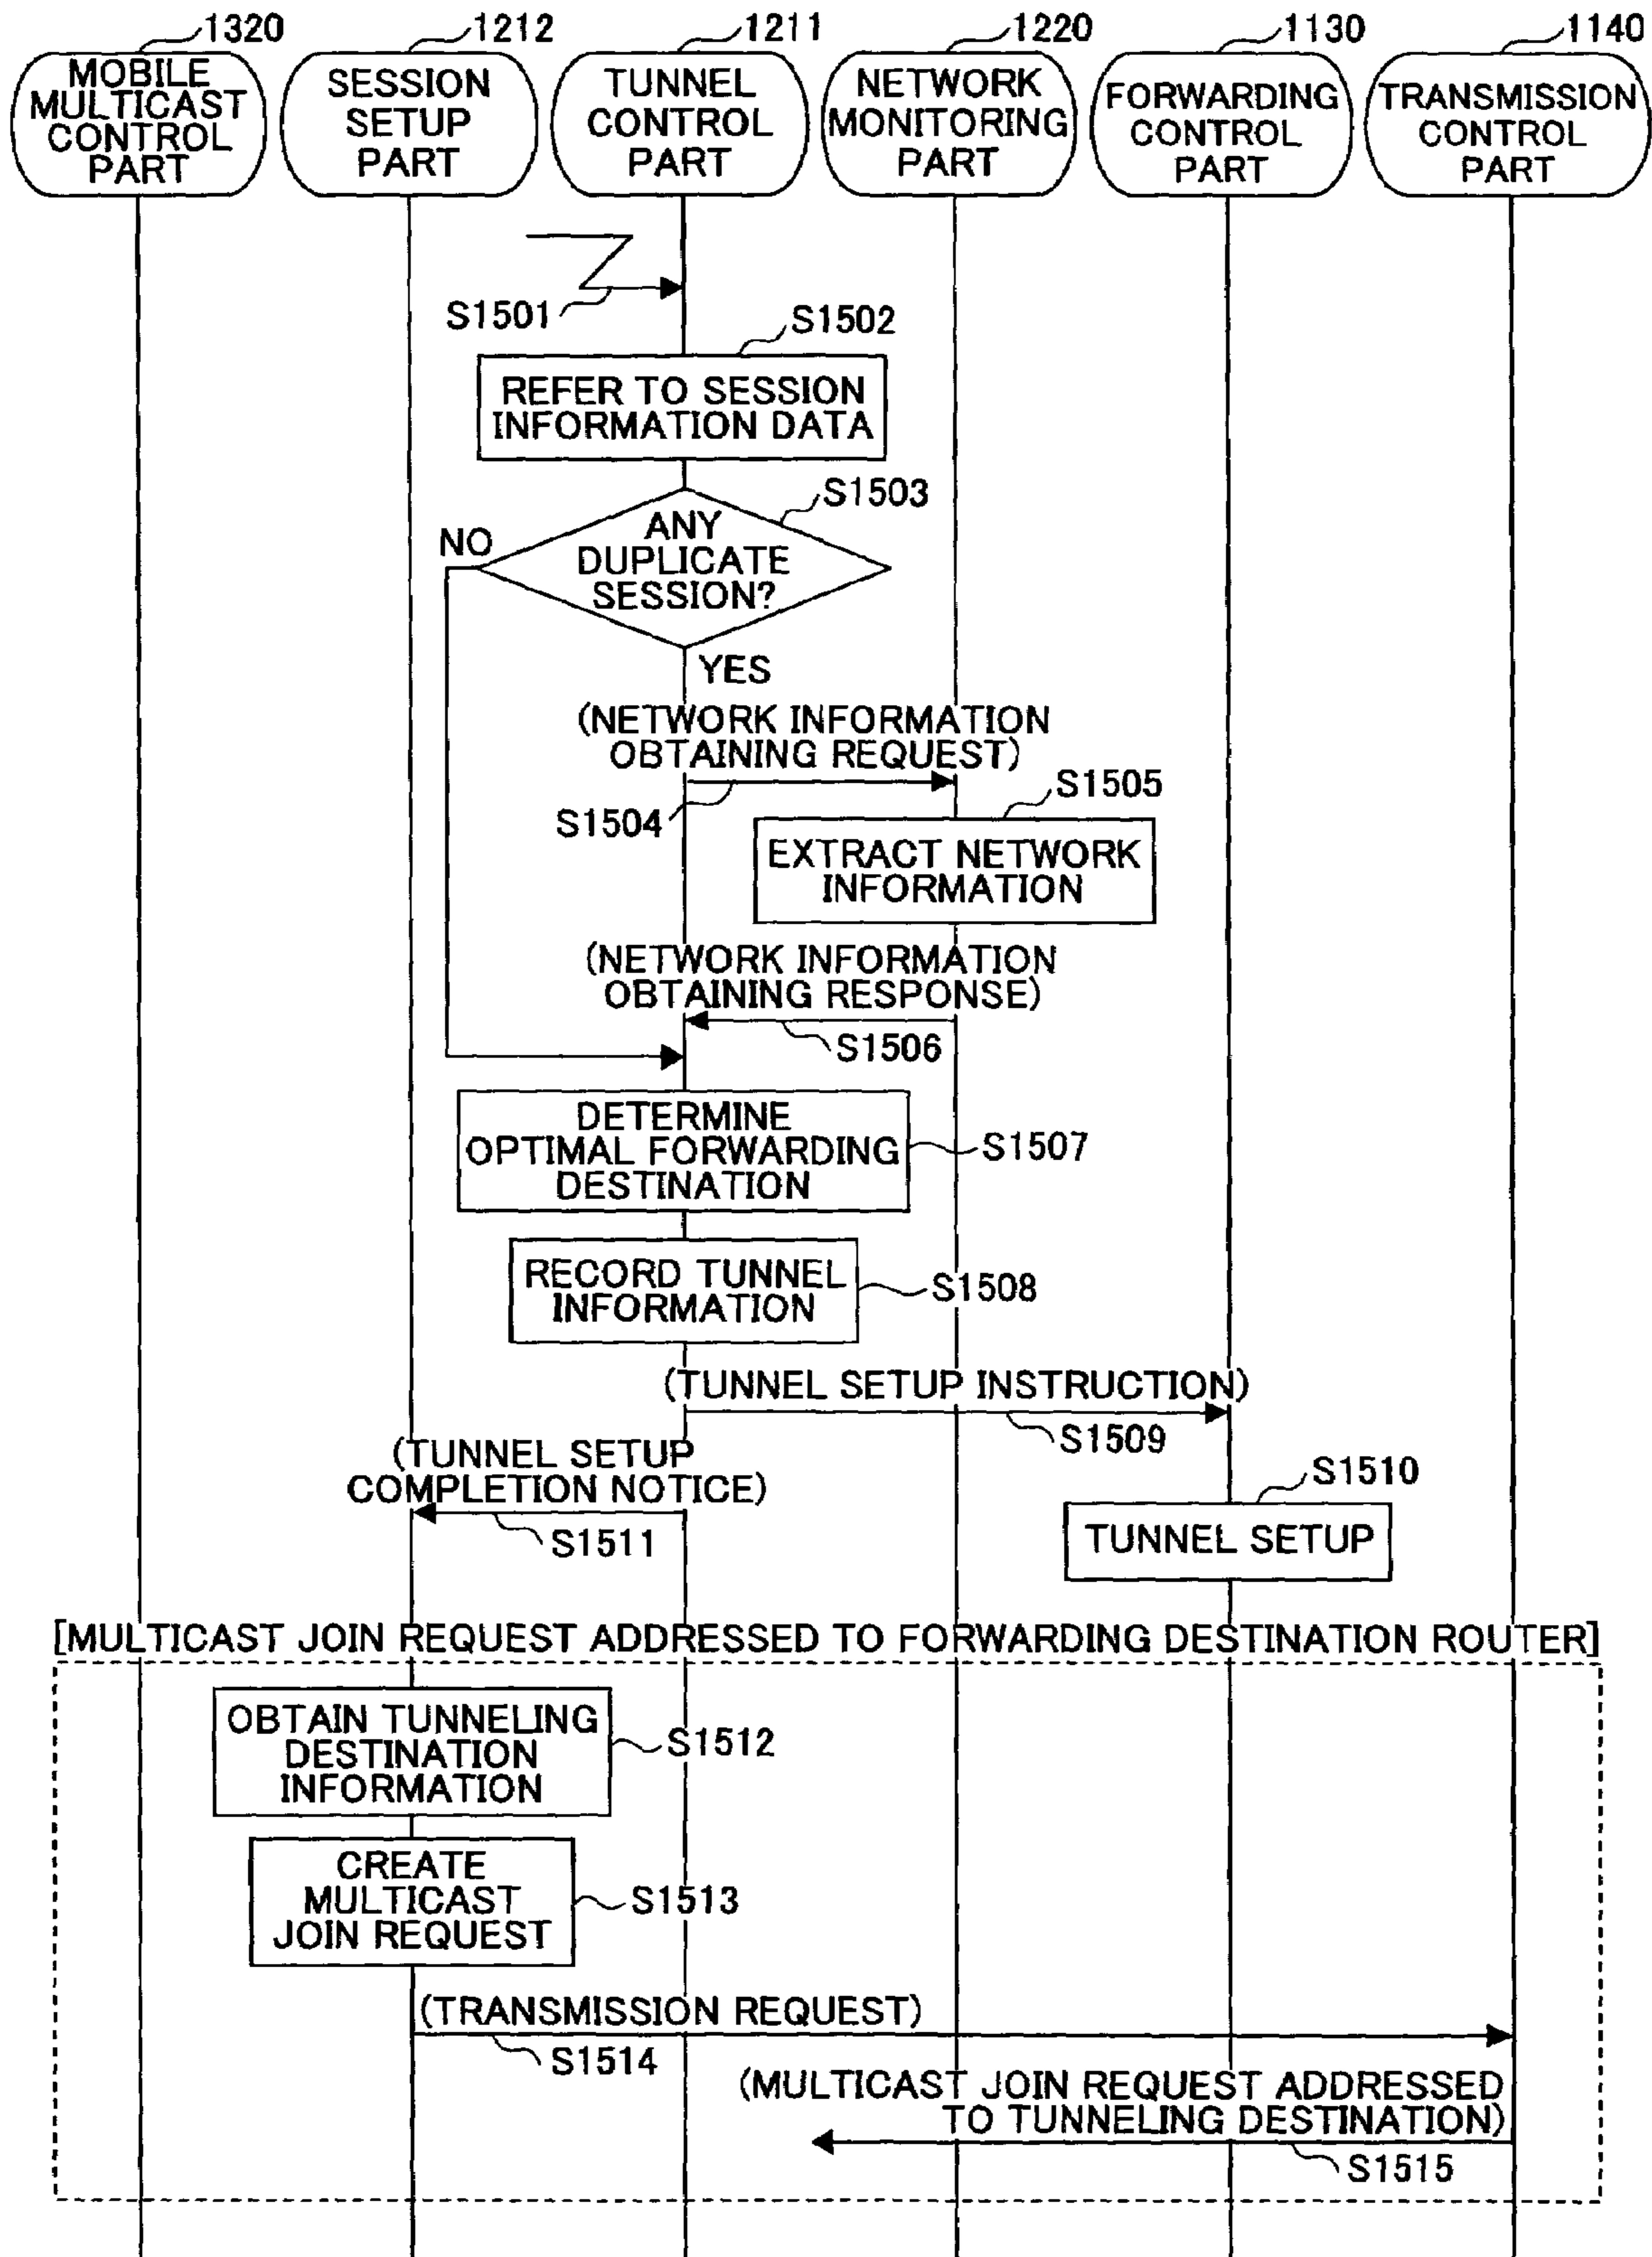 1320
1212
1211
1220
1130
1140
MOBILE
MULTICAST
CONTROL
PART
SESSION
SETUP
PART
TUNNEL
CONTROL
PART
NETWORK
MONITORING
PART
FORWARDING
CONTROL
PART
TRANSMISSION
CONTROL
PART
S1501
S1502
REFER TO SESSION
INFORMATION DATA
S1503
NO
ANY
DUPLICATE
SESSION?
YES
(NETWORK INFORMATION
OBTAINING REQUEST)
S1504
S1505
EXTRACT NETWORK
INFORMATION
(NETWORK INFORMATION
OBTAINING RESPONSE)
S1506
DETERMINE
OPTIMAL FORWARDING
DESTINATION
S1507
RECORD TUNNEL
INFORMATION
S1508
(TUNNEL SETUP INSTRUCTION)
S1509
(TUNNEL SETUP
COMPLETION NOTICE)
S1511
S1510
TUNNEL SETUP
[MULTICAST JOIN REQUEST ADDRESSED TO FORWARDING DESTINATION ROUTER]
OBTAIN TUNNELING
DESTINATION
INFORMATION
S1512
CREATE
MULTICAST
JOIN REQUEST
S1513
(TRANSMISSION REQUEST)
S1514
(MULTICAST JOIN REQUEST ADDRESSED
TO TUNNELING DESTINATION)
S1515